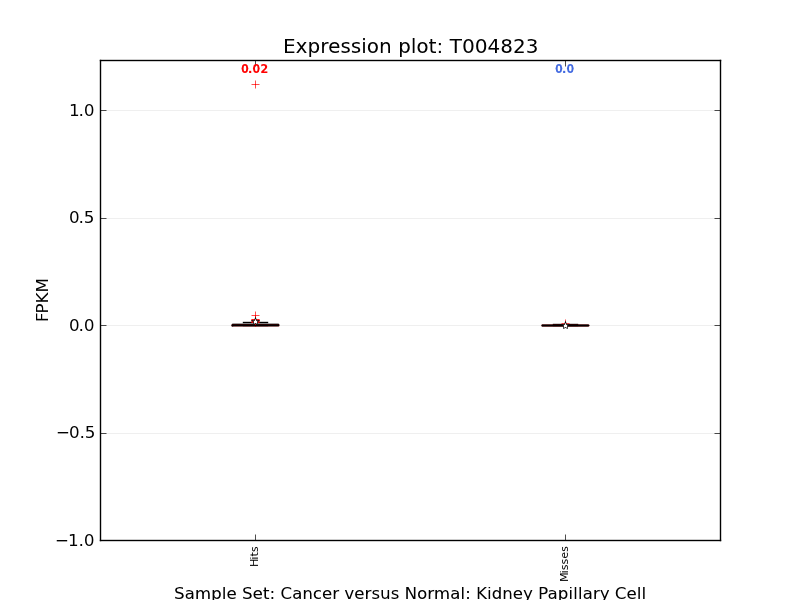 Expression plot: T004823
0.02
0.0
1.0
0.5
0.0
−0.5
−1.0
FPKM
Hits
Misses
Sample Set: Cancer versus Normal: Kidney Papillary Cell